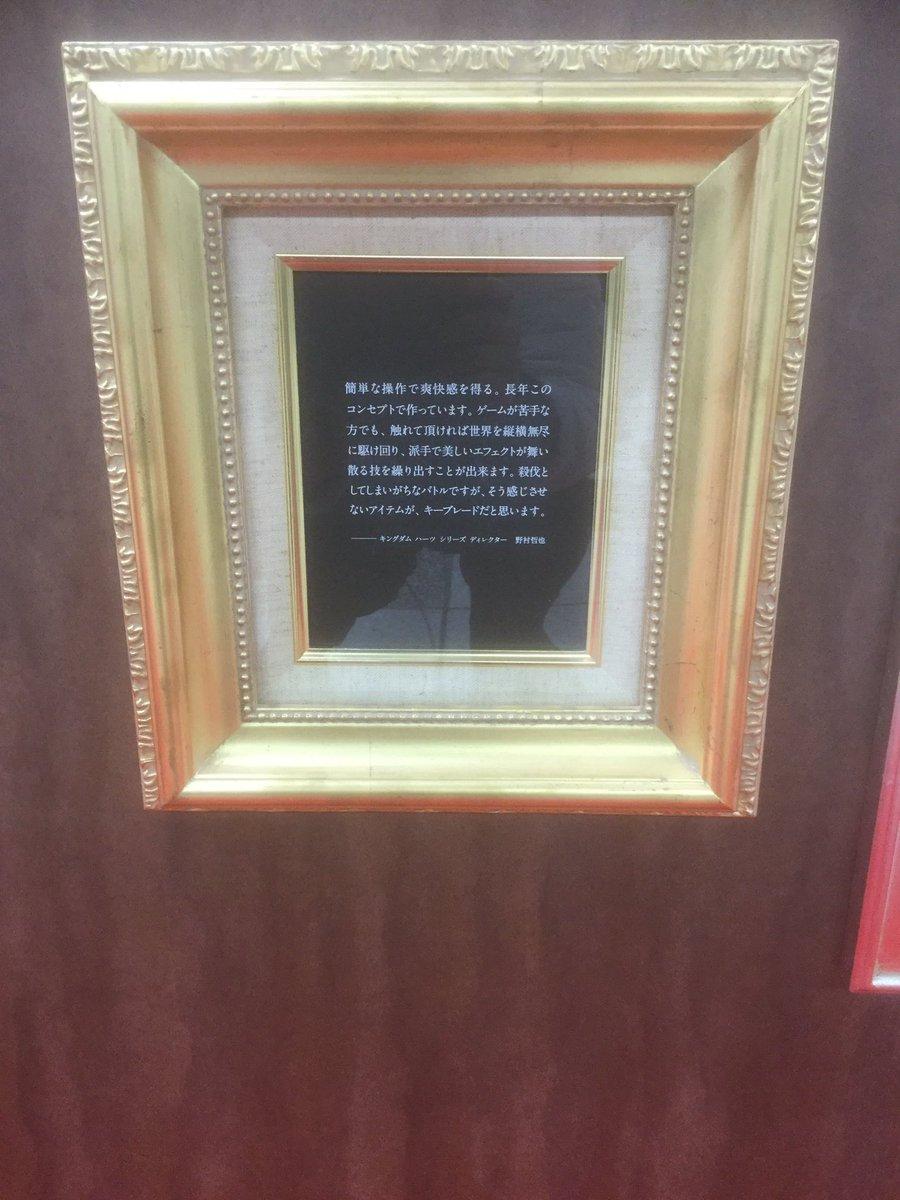 簡単な操作で爽快感を得る。長年この
コンセプトで作っています。ゲームが苦手な
方でも、触れて頂ければ世界を縦横無尽
に駆け回り、派手で美しいエフェクトが舞い
散る技を繰り出すことが出来ます。殺伐と
してしまいがちなバトルですが、そう感じさせ
ないアイテムが、キーブレードだと思います。
——— キングダム ハーツ シリーズ ディレクター 野村哲也